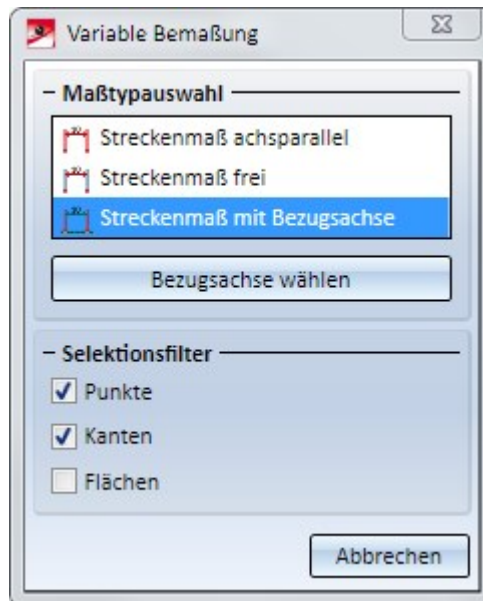 Variable Bemaßung
Maßtypauswahl
Streckenmaß achsparallel
Streckenmaß frei
Streckenmaß mit Bezugsachse
Bezugsachse wählen
Selektionsfilter
Punkte
Kanten
Flächen
Abbrechen